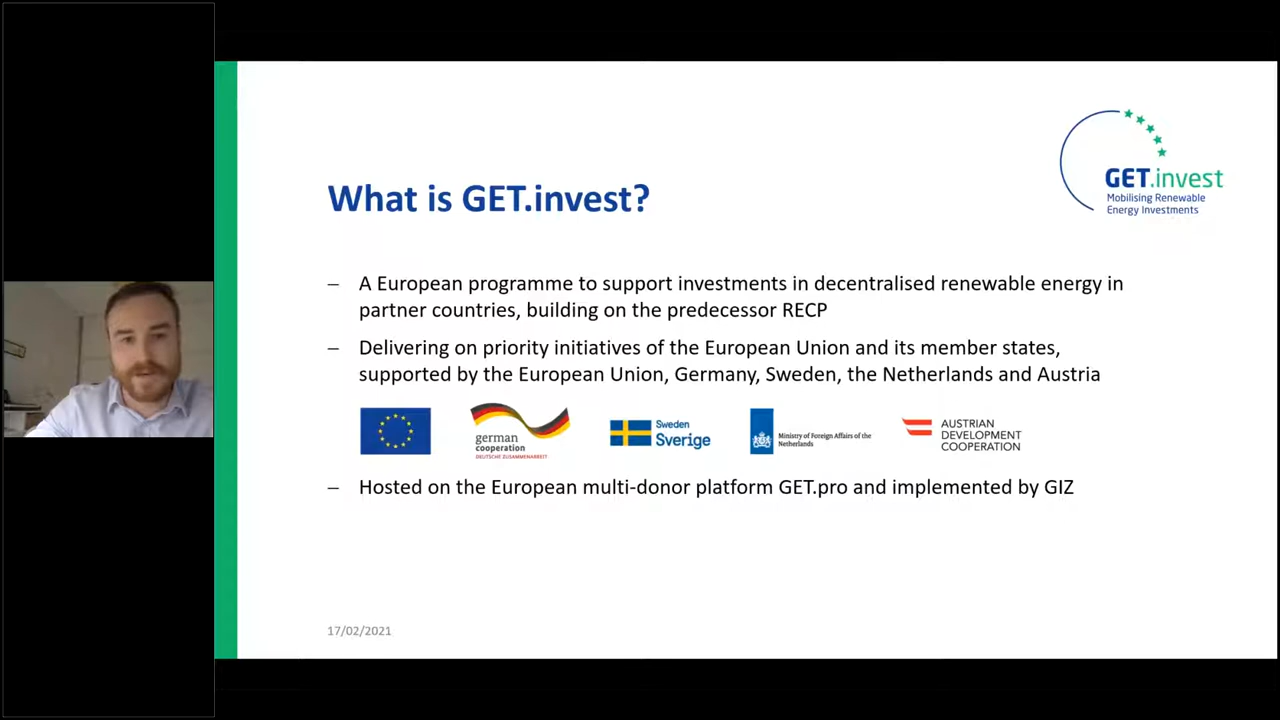 GET.invest
Mobilising Renewable
Energy Investments
What is GET.invest?
– A European programme to support investments in decentralised renewable energy in
partner countries, building on the predecessor RECP
– Delivering on priority initiatives of the European Union and its member states,
supported by the European Union, Germany, Sweden, the Netherlands and Austria
german
cooperation
DEUTSCHE ZUSAMMENARBEIT
Sweden
Sverige
Ministry of Foreign Affairs of the
Netherlands
AUSTRIAN
DEVELOPMENT
COOPERATION
– Hosted on the European multi-donor platform GET.pro and implemented by GIZ
17/02/2021